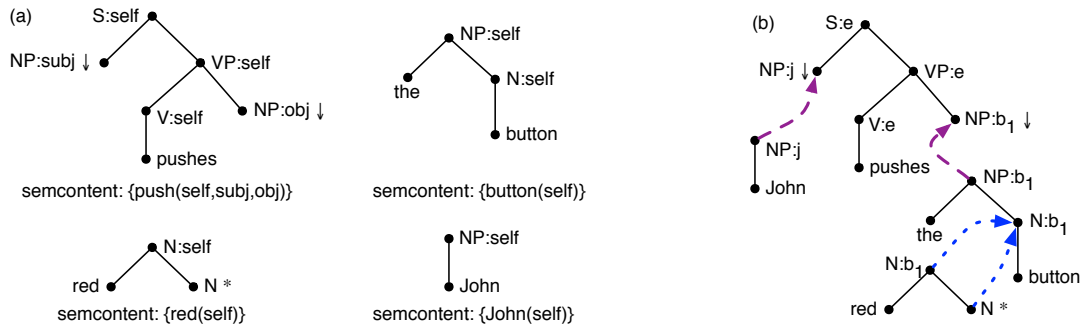 (a)
S:self
NP:subj ↓
VP:self
V:self
NP:obj ↓
pushes
semcontent: {push(self,subj,obj)}
NP:self
the
N:self
button
semcontent: {button(self)}
N:self
red
N *
semcontent: {red(self)}
NP:self
John
semcontent: {John(self)}
(b)
S:e
NP:j ↓
VP:e
V:e
NP:b₁ ↓
NP:j
pushes
John
NP:b₁
the
N:b₁
N:b₁
button
red
N *